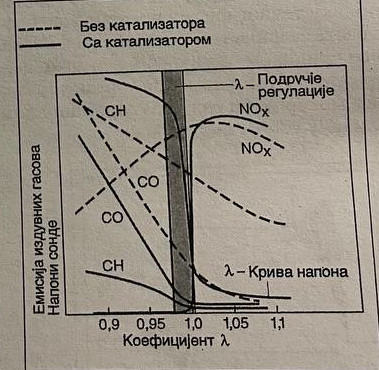 Без катализатора
Са катализатором
λ – Подручје
регулације
CH
NOx
NOx
CO
CO
CH
λ – Крива напона
Емисија издувних гасова
Напони сонде
0,9 0,95 1,0 1,05 1,1
Коефицијент λ